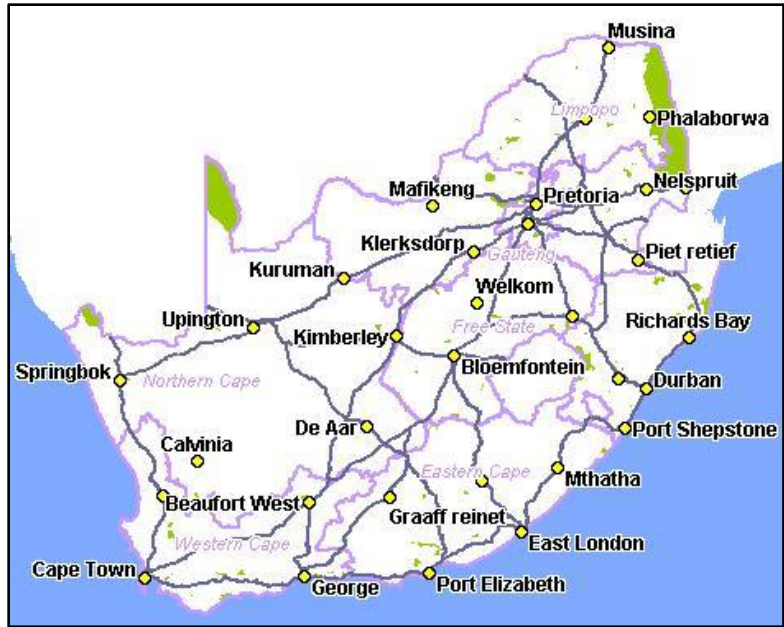 Musina
Limpopo
Phalaborwa
Mafikeng
Pretoria
Nelspruit
Klerksdorp
Gauteng
Piet retief
Kuruman
Welkom
Upington
Kimberley
Free State
Richards Bay
Springbok
Northern Cape
Bloemfontein
Durban
De Aar
Port Shepstone
Calvinia
Eastern Cape
Mthatha
Beaufort West
Graaff reinet
Western Cape
East London
Cape Town
George
Port Elizabeth